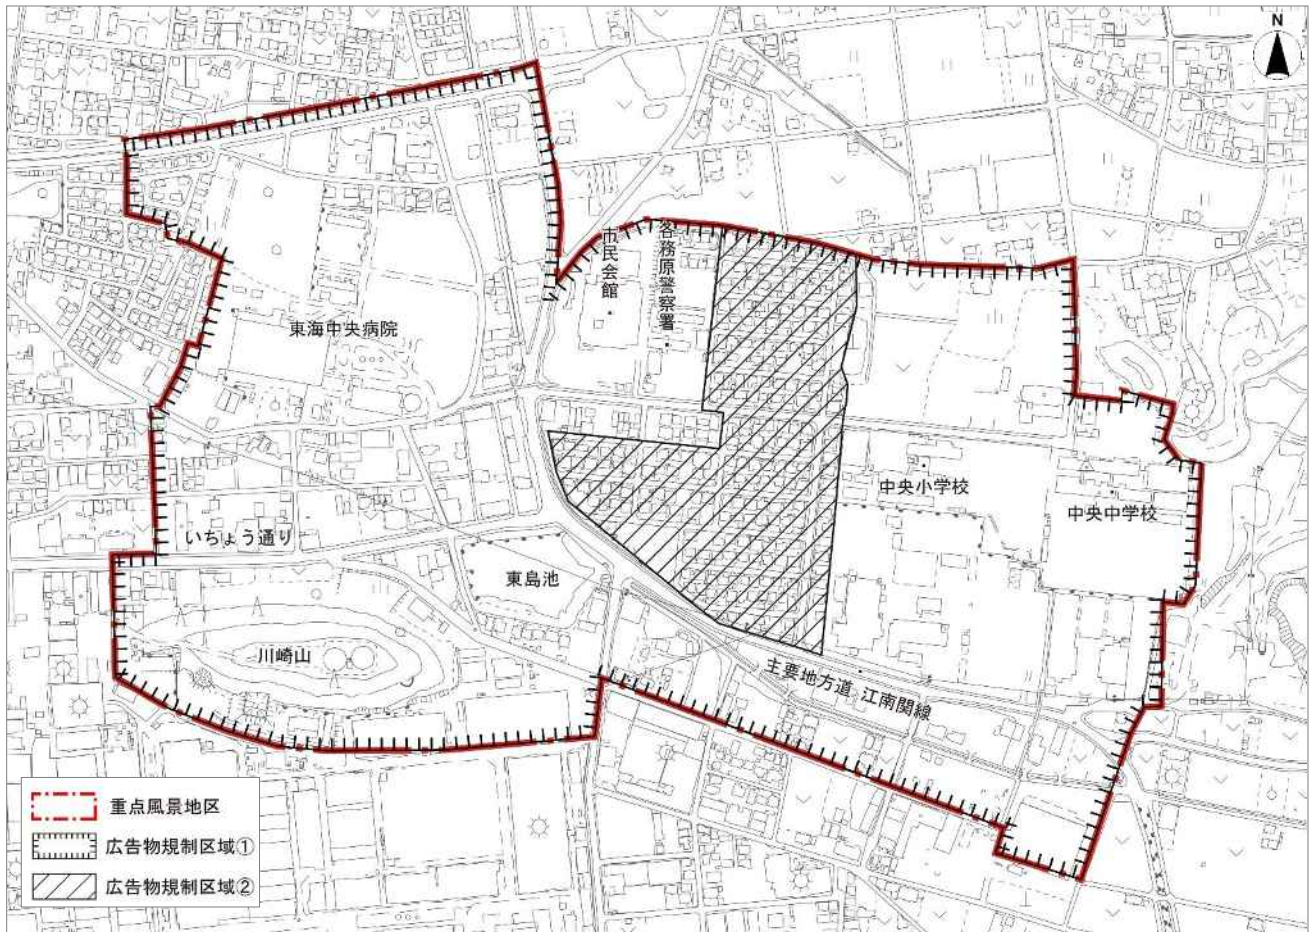 N
市民会館
各務原警察署
東海中央病院
中央小学校
中央中学校
いちょう通り
東島池
川崎山
主要地方道 江南関線
重点風景地区
広告物規制区域①
広告物規制区域②